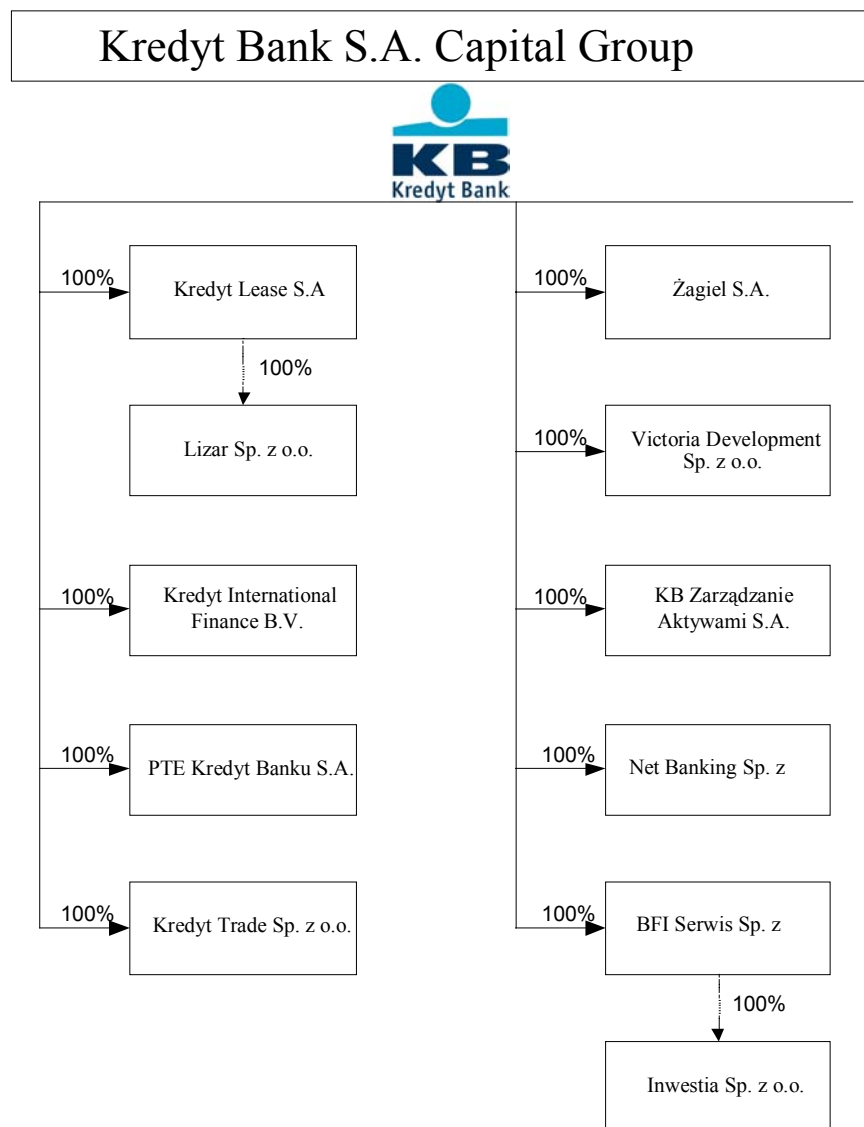 Kredyt Bank S.A. Capital Group
KB
Kredyt Bank
100%
Kredyt Lease S.A
100%
Lizar Sp. z o.o.
100%
Kredyt International
Finance B.V.
100%
PTE Kredyt Banku S.A.
100%
Kredyt Trade Sp. z o.o.
100%
Żagiel S.A.
100%
Victoria Development
Sp. z o.o.
100%
KB Zarządzanie
Aktywami S.A.
100%
Net Banking Sp. z
100%
BFI Serwis Sp. z
100%
Inwestia Sp. z o.o.